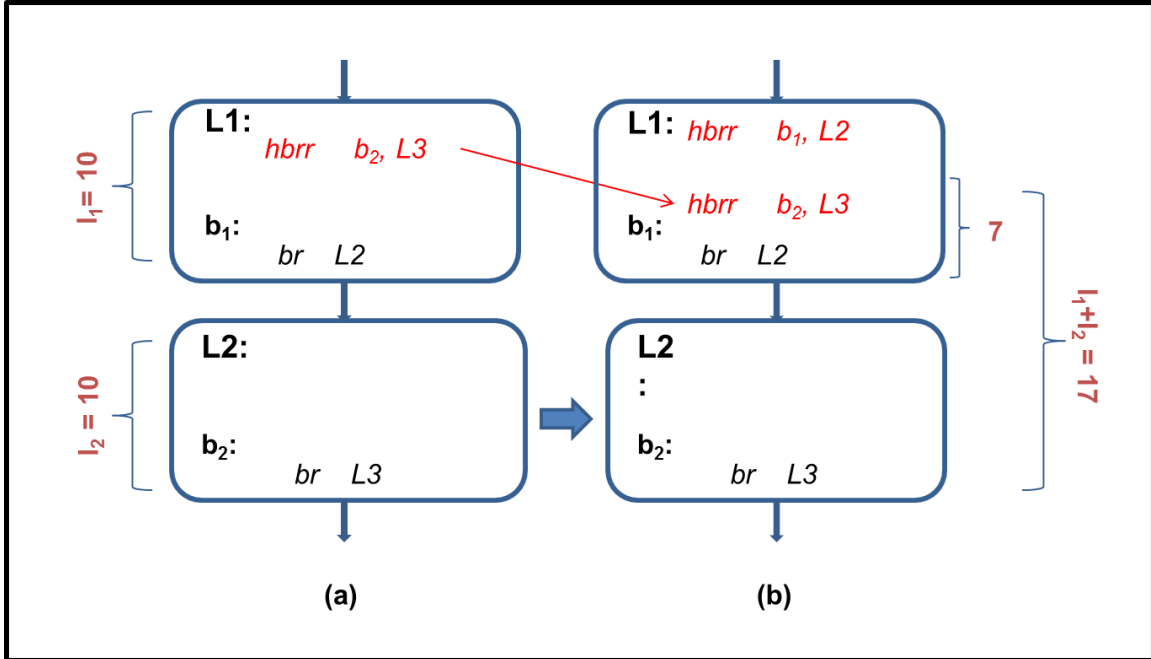 L1:
hbrr b₂, L3
b₁:
br L2
l₁= 10
L2:
b₂:
br L3
l₂ = 10
(a)
L1: hbrr b₁, L2
hbrr b₂, L3
b₁:
br L2
7
L2
:
b₂:
br L3
l₁+l₂ = 17
(b)